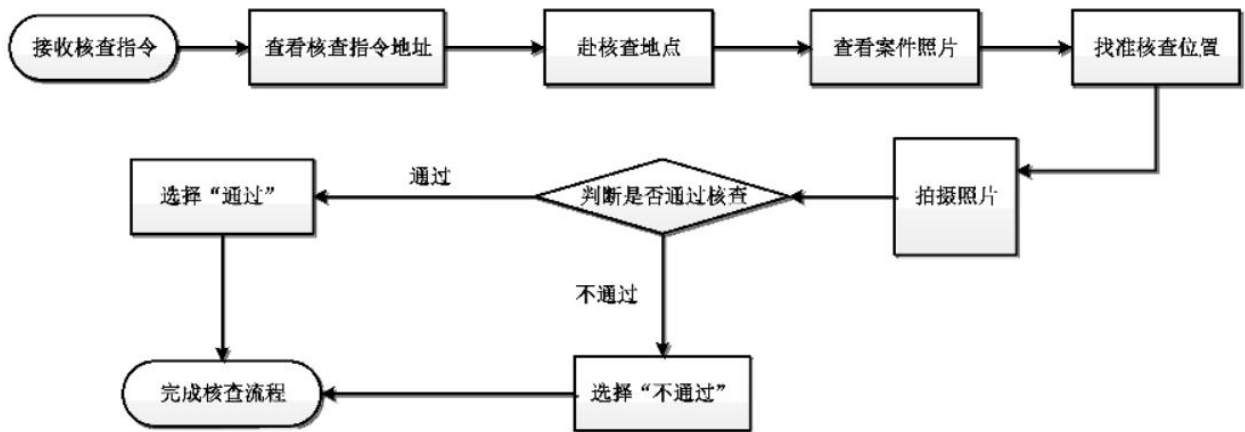 接收核查指令
查看核查指令地址
赴核查地点
查看案件照片
找准核查位置
拍摄照片
判断是否通过核查
通过
选择“通过”
不通过
选择“不通过”
完成核查流程